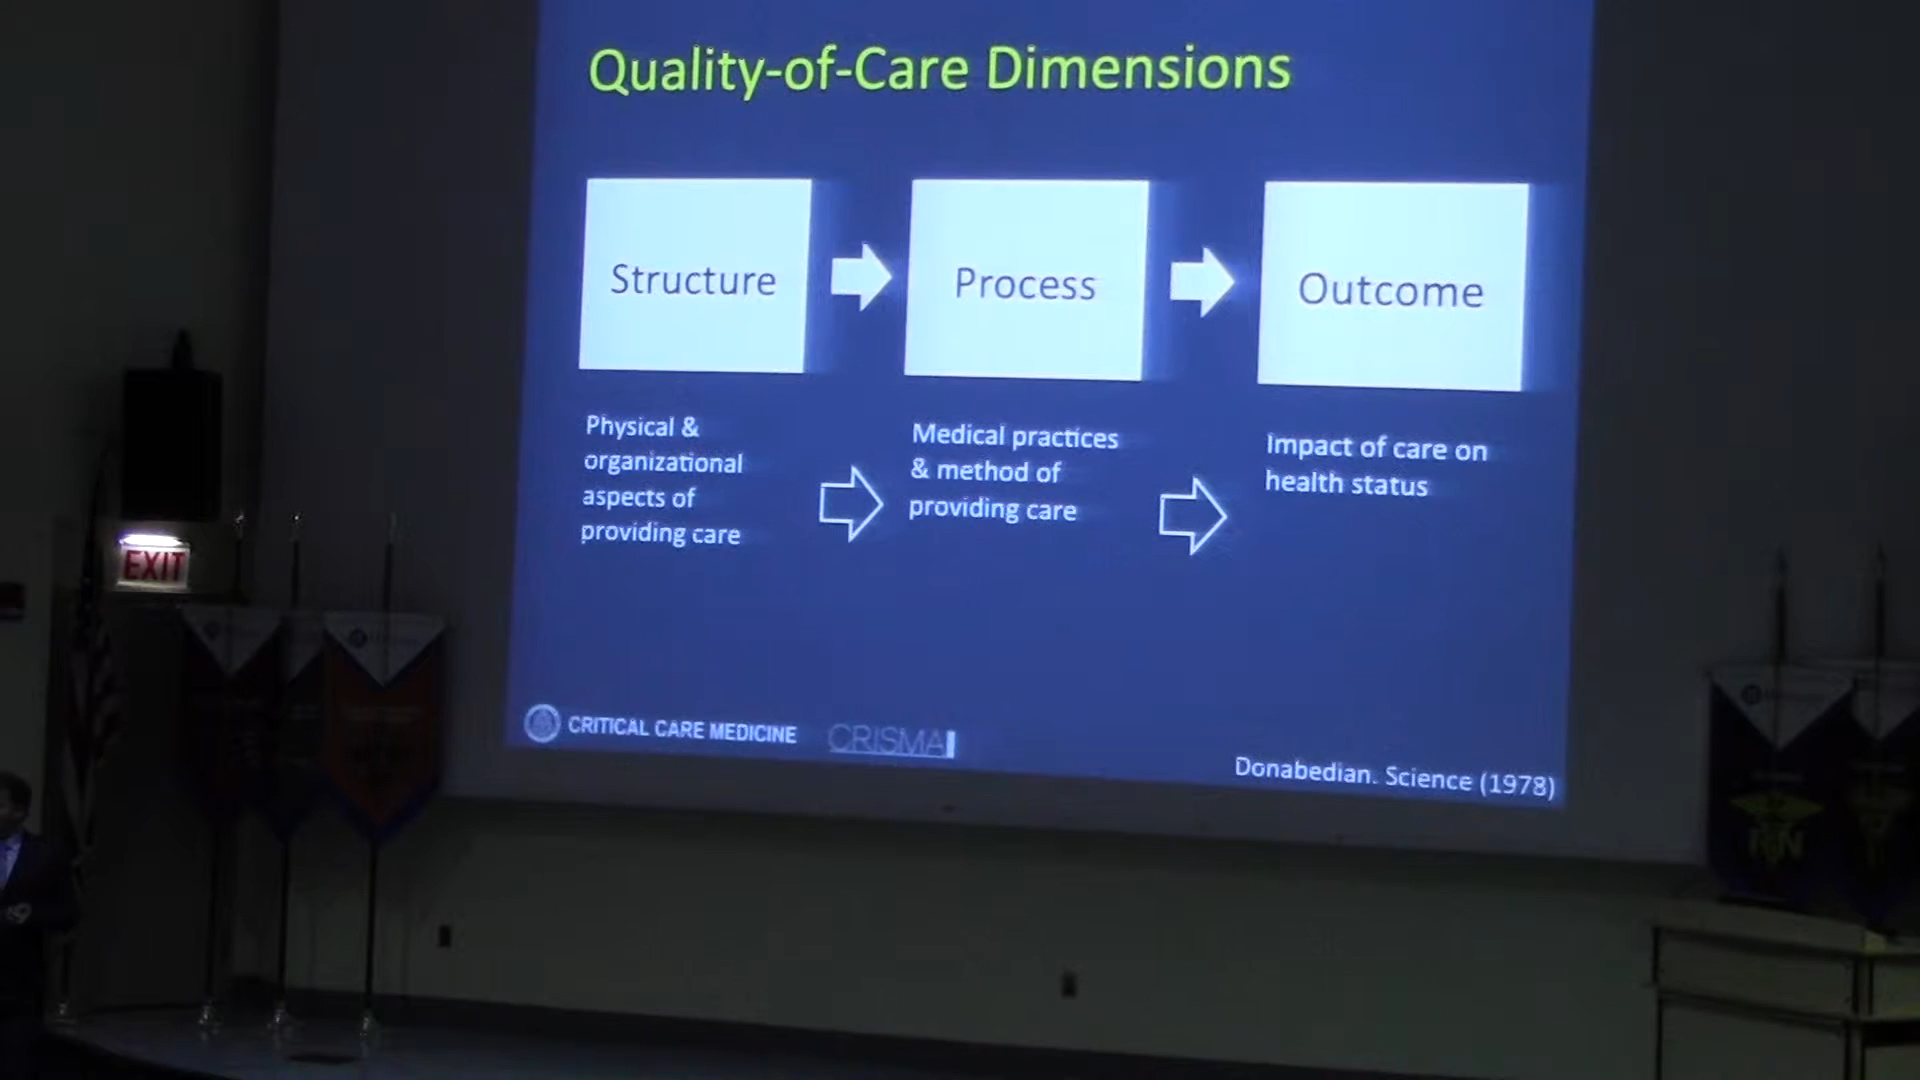 Quality-of-Care Dimensions
Structure
Process
Outcome
Physical &
organizational
aspects of
providing care
Medical practices
& method of
providing care
Impact of care on
health status
CRITICAL CARE MEDICINE
CRISMA
Donabedian. Science (1978)
EXIT